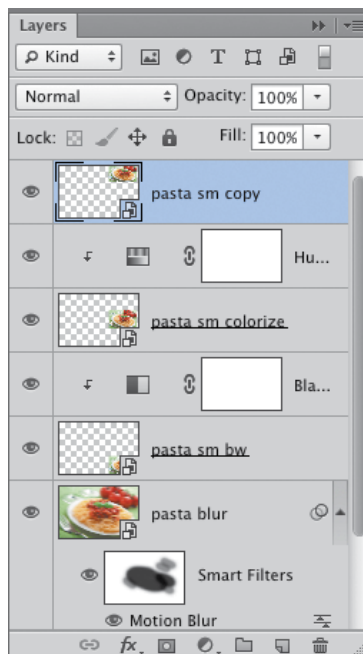 Layers
Kind
Normal Opacity: 100%
Lock: Fill: 100%
pasta sm copy
Hu...
pasta sm colorize
Bla...
pasta sm bw
pasta blur
Smart Filters
Motion Blur
fx